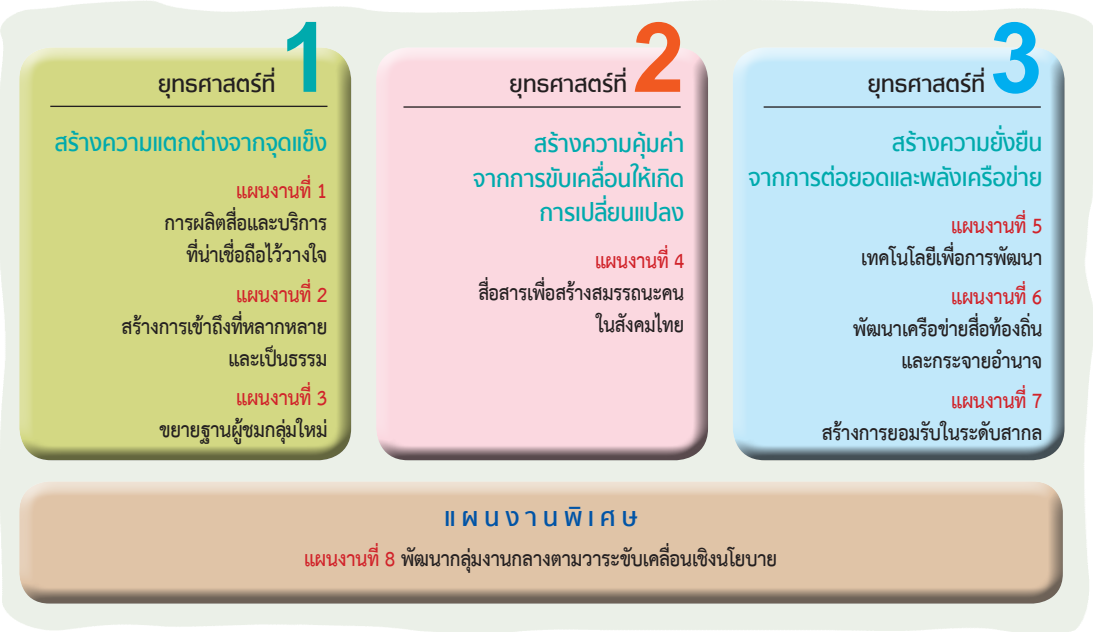 ยุทธศาสตร์ที่ 1
สร้างความแตกต่างจากจุดแข็ง
แผนงานที่ 1
การผลิตสื่อและบริการ
ที่น่าเชื่อถือไว้วางใจ
แผนงานที่ 2
สร้างการเข้าถึงที่หลากหลาย
และเป็นธรรม
แผนงานที่ 3
ขยายฐานผู้ชมกลุ่มใหม่
ยุทธศาสตร์ที่ 2
สร้างความคุ้มค่า
จากการขับเคลื่อนให้เกิด
การเปลี่ยนแปลง
แผนงานที่ 4
สื่อสารเพื่อสร้างสมรรถนะคน
ในสังคมไทย
ยุทธศาสตร์ที่ 3
สร้างความยั่งยืน
จากการต่อยอดและพลังเครือข่าย
แผนงานที่ 5
เทคโนโลยีเพื่อการพัฒนา
แผนงานที่ 6
พัฒนาเครือข่ายสื่อท้องถิ่น
และกระจายอำนาจ
แผนงานที่ 7
สร้างการยอมรับในระดับสากล
แผนงานพิเศษ
แผนงานที่ 8 พัฒนากลุ่มงานกลางตามวาระขับเคลื่อนเชิงนโยบาย